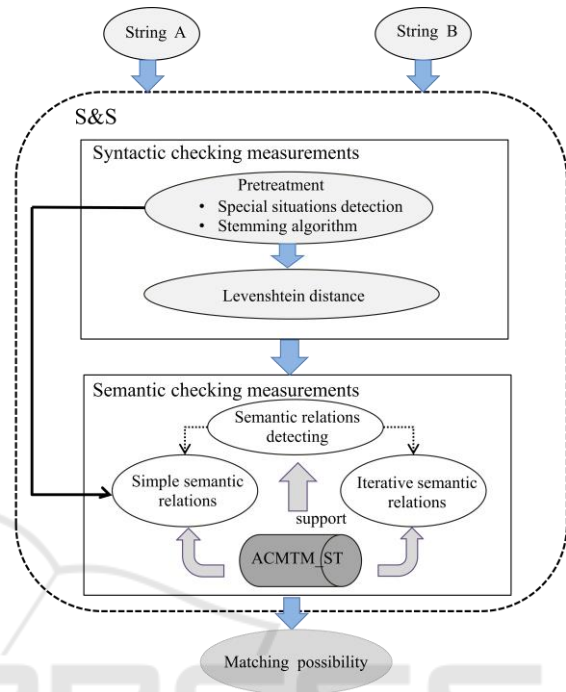 String A
String B
S&S
Syntactic checking measurements
Pretreatment
• Special situations detection
• Stemming algorithm
Levenshtein distance
Semantic checking measurements
Semantic relations
detecting
Simple semantic
relations
Iterative semantic
relations
support
ACMTM_ST
Matching possibility